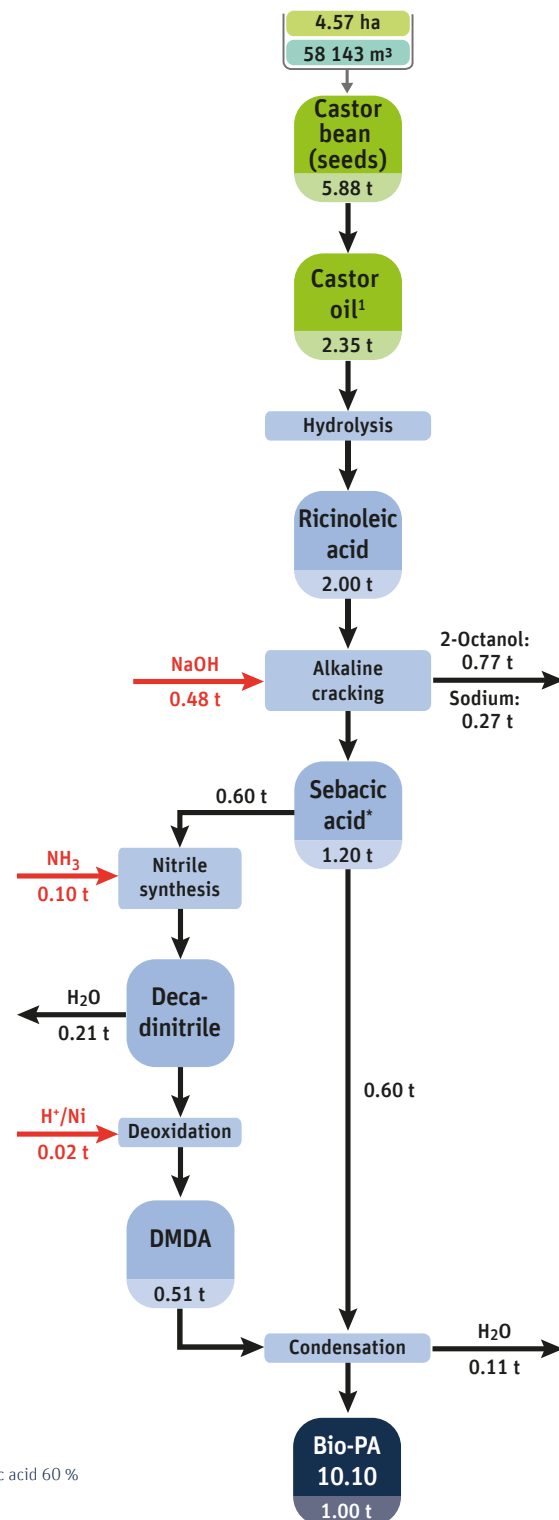 4.57 ha
58 143 m³
Castor
bean
(seeds)
5.88 t
Castor
oil¹
2.35 t
Hydrolysis
Ricinoleic
acid
2.00 t
NaOH
0.48 t
Alkaline
cracking
2-Octanol:
0.77 t
Sodium:
0.27 t
0.60 t
Sebacic
acid*
1.20 t
NH₃
0.10 t
Nitrile
synthesis
H₂O
0.21 t
Deca-
dinitrile
0.60 t
H⁺/Ni
0.02 t
Deoxidation
DMDA
0.51 t
Condensation
H₂O
0.11 t
Bio-PA
10.10
1.00 t
c acid 60 %